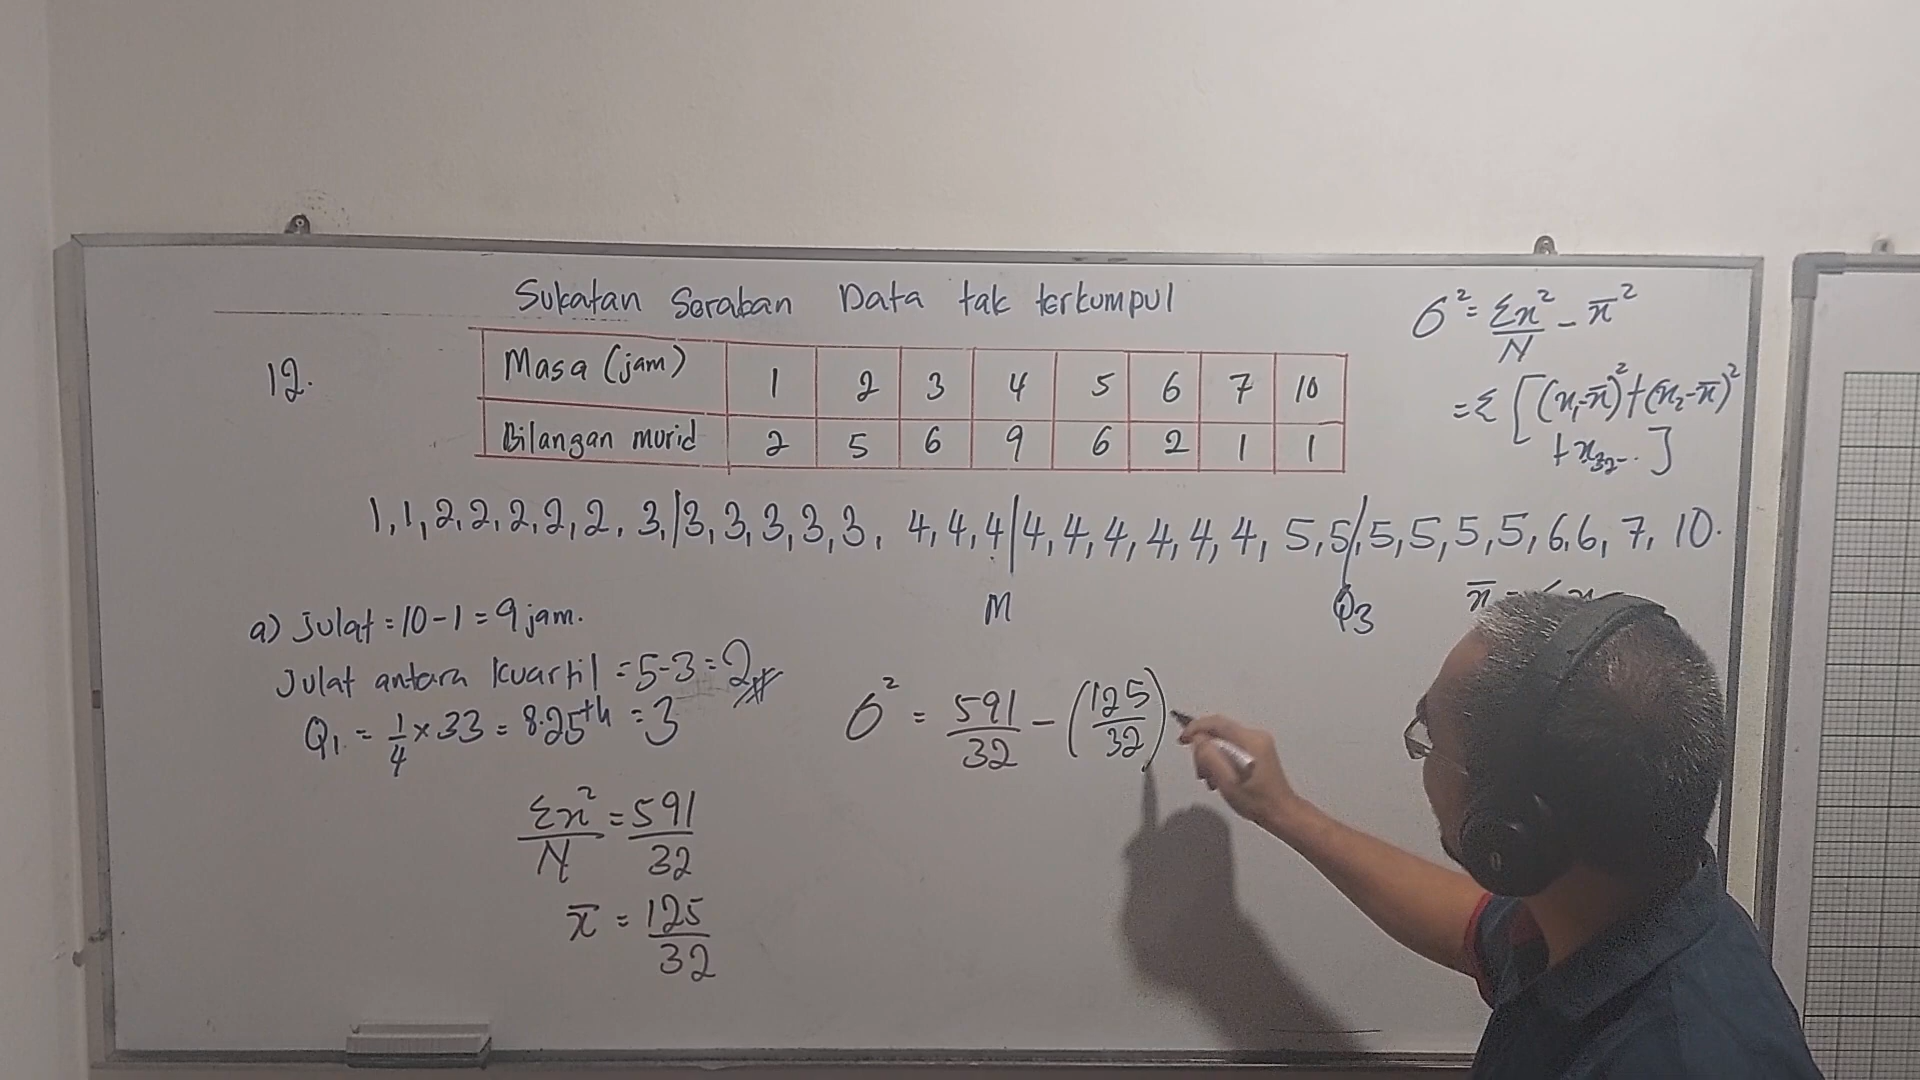 Sukatan Serakan Data tak terkumpul
12.
Masa (jam) 1 2 3 4 5 6 7 10
Bilangan murid 2 5 6 9 6 2 1 1
σ² = Σx²/N - x̄²
= Σ[(x₁-x̄)²+(x₂-x̄)²
+x₃₂-..]
1,1,2,2,2,2,2,3,|3,3,3,3,3,4,4,4|4,4,4,4,4,4,5,5|,5,5,5,5,6,6,7,10.
M Q₃ x̄
a) Julat = 10-1 = 9 jam.
Julat antara kuartil = 5-3 = 2
Q₁ = 1/4 × 33 = 8.25th = 3
σ² = 591/32 - (125/32)
Σx²/N = 591/32
x̄ = 125/32